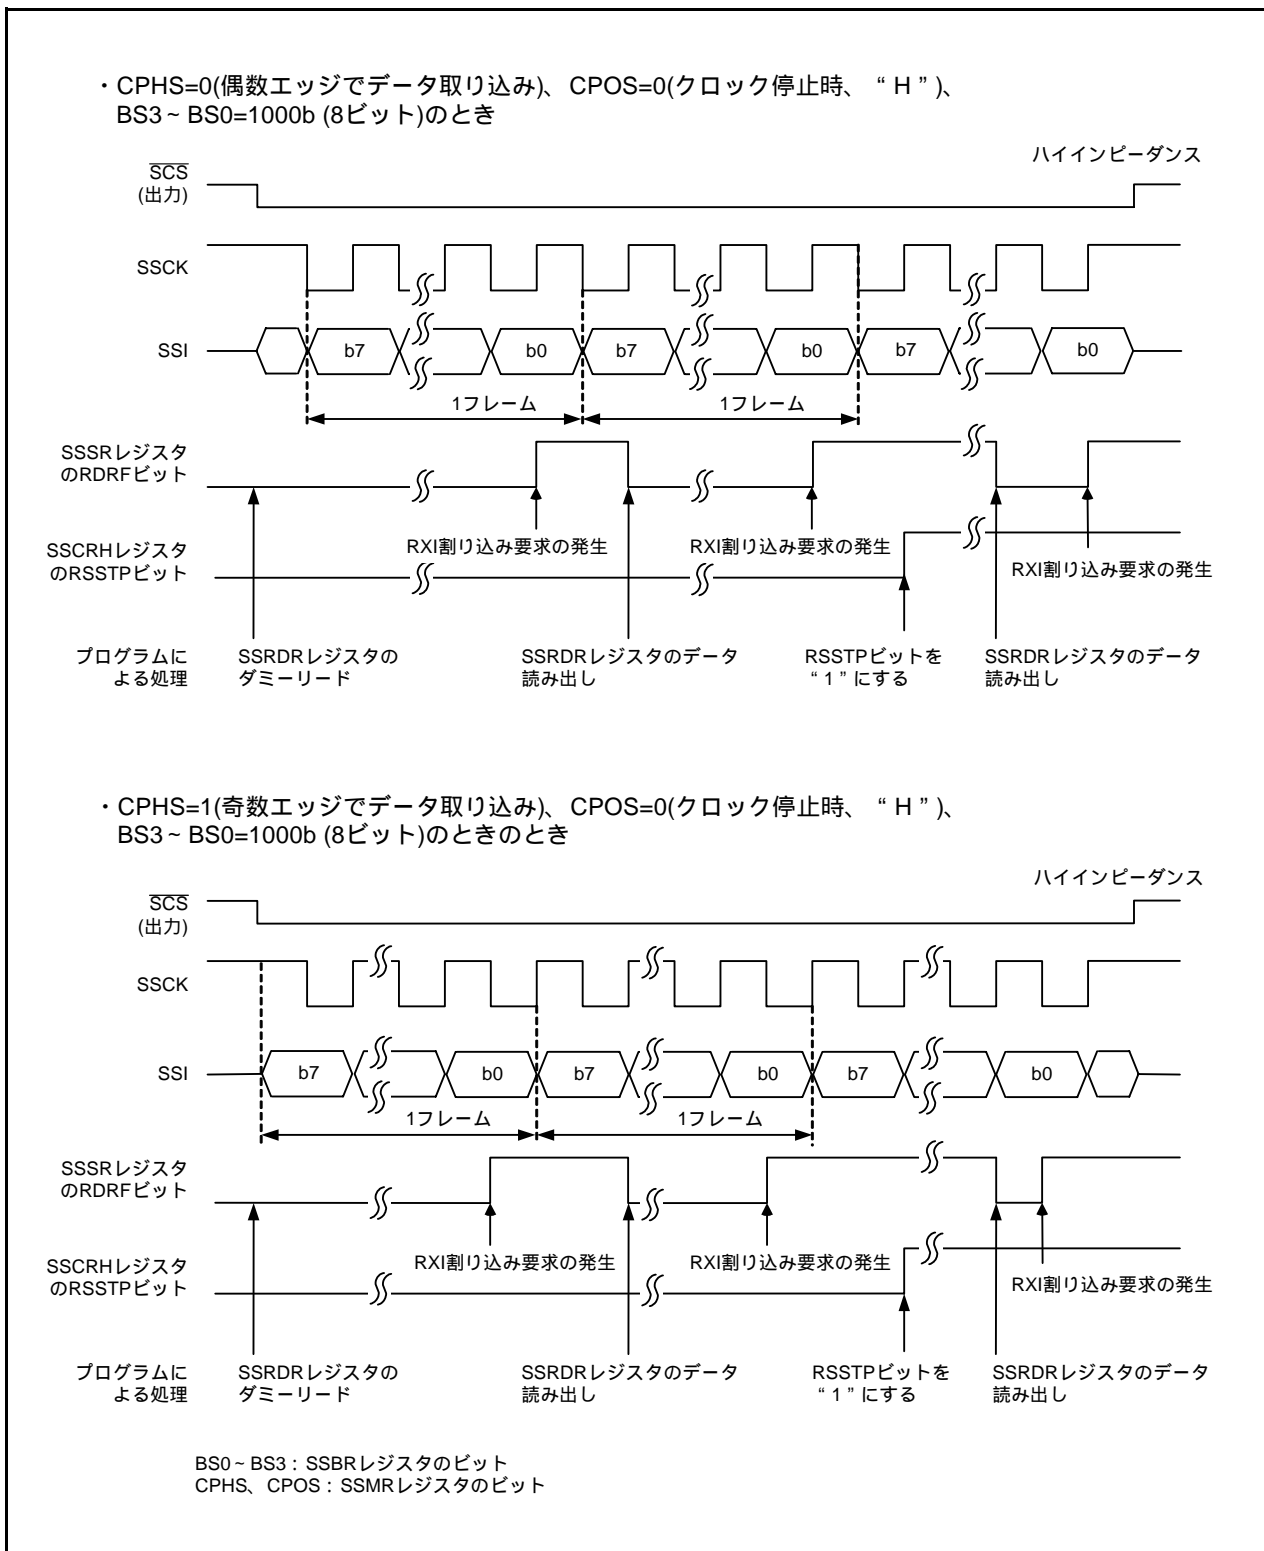 ・CPHS=0(偶数エッジでデータ取り込み)、CPOS=0(クロック停止時、“H”)、
BS3~BS0=1000b (8ビット)のとき
ハイインピーダンス
SCS
(出力)
SSCK
SSI
b7
b0
b7
b0
b7
b0
1フレーム
1フレーム
SSSRレジスタ
のRDRFビット
RXI割り込み要求の発生
RXI割り込み要求の発生
RXI割り込み要求の発生
SSCRHレジスタ
のRSSTPビット
プログラムに
よる処理
SSRDRレジスタの
ダミーリード
SSRDRレジスタのデータ
読み出し
RSSTPビットを
“1”にする
SSRDRレジスタのデータ
読み出し
・CPHS=1(奇数エッジでデータ取り込み)、CPOS=0(クロック停止時、“H”)、
BS3~BS0=1000b (8ビット)のときのとき
ハイインピーダンス
SCS
(出力)
SSCK
SSI
b7
b0
b7
b0
b7
b0
1フレーム
1フレーム
SSSRレジスタ
のRDRFビット
RXI割り込み要求の発生
RXI割り込み要求の発生
RXI割り込み要求の発生
SSCRHレジスタ
のRSSTPビット
プログラムに
よる処理
SSRDRレジスタの
ダミーリード
SSRDRレジスタのデータ
読み出し
RSSTPビットを
“1”にする
SSRDRレジスタのデータ
読み出し
BS0~BS3:SSBRレジスタのビット
CPHS、CPOS:SSMRレジスタのビット